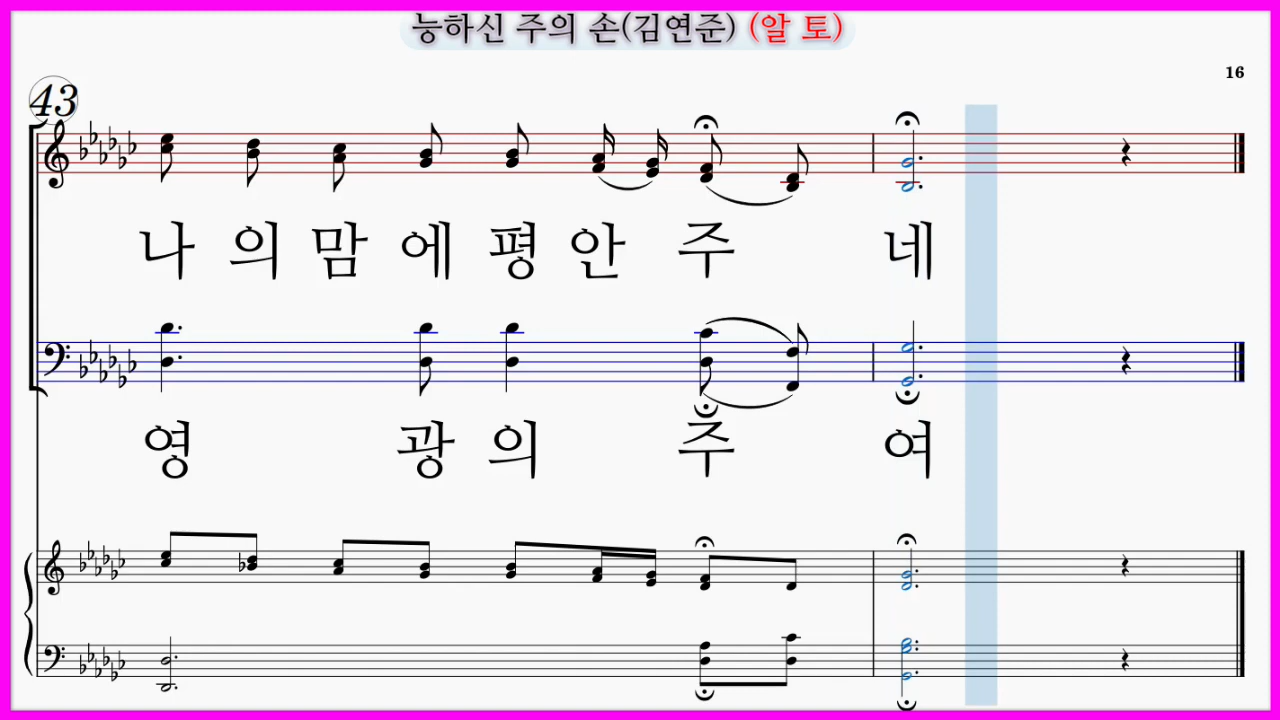 능하신 주의 손(김연준) (알 토)
16
43
나 의 맘 에 평 안 주 네
영 광 의 주 여